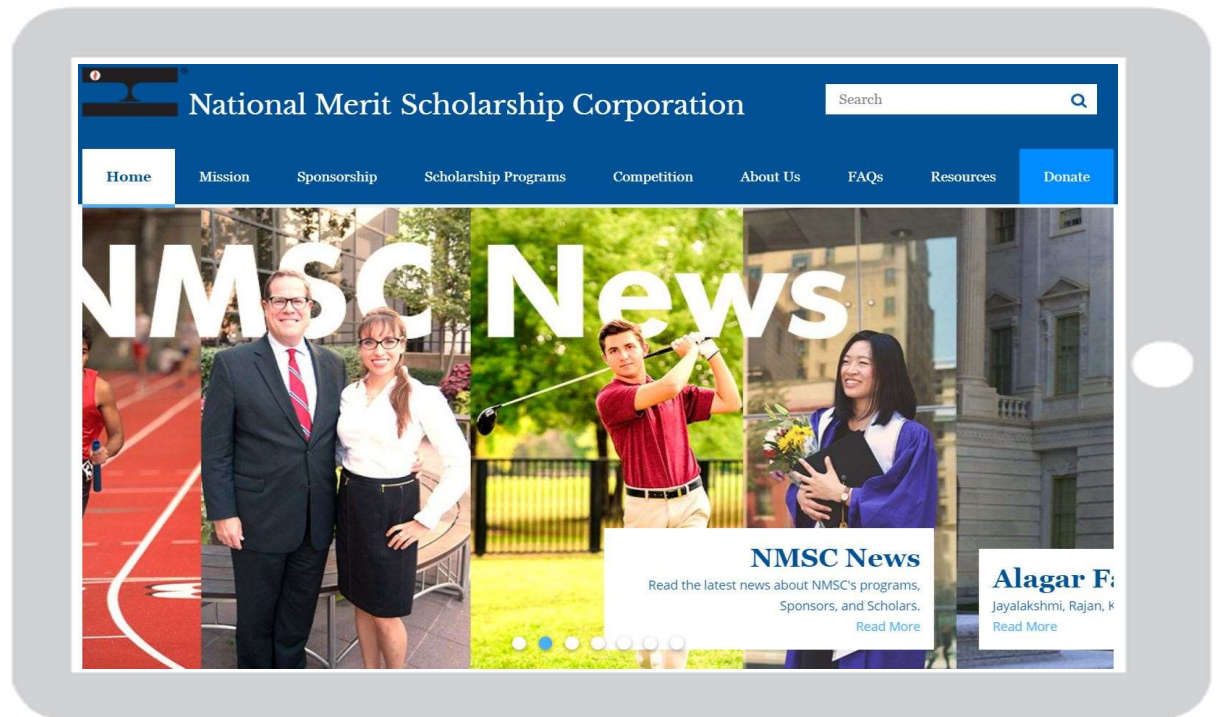 National Merit Scholarship Corporation
Search
Home Mission Sponsorship Scholarship Programs Competition About Us FAQs Resources Donate
NMSC News
NMSC News
Read the latest news about NMSC's programs,
Sponsors, and Scholars.
Read More
Alagar
Jayalakshmi, Rajan,
Read More